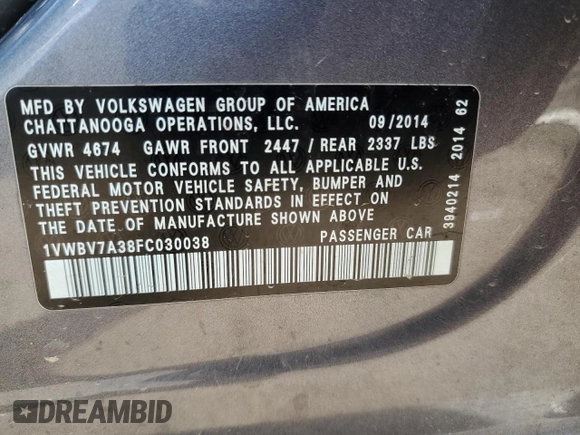 MFD BY VOLKSWAGEN GROUP OF AMERICA
CHATTANOOGA OPERATIONS, LLC. 09/2014
GVWR 4674 GAWR FRONT 2447 / REAR 2337 LBS
THIS VEHICLE CONFORMS TO ALL APPLICABLE U.S.
FEDERAL MOTOR VEHICLE SAFETY, BUMPER AND
THEFT PREVENTION STANDARDS IN EFFECT ON
THE DATE OF MANUFACTURE SHOWN ABOVE
1VWBV7A38FC030038 PASSENGER CAR
3940214 2014 62
DREAMBID